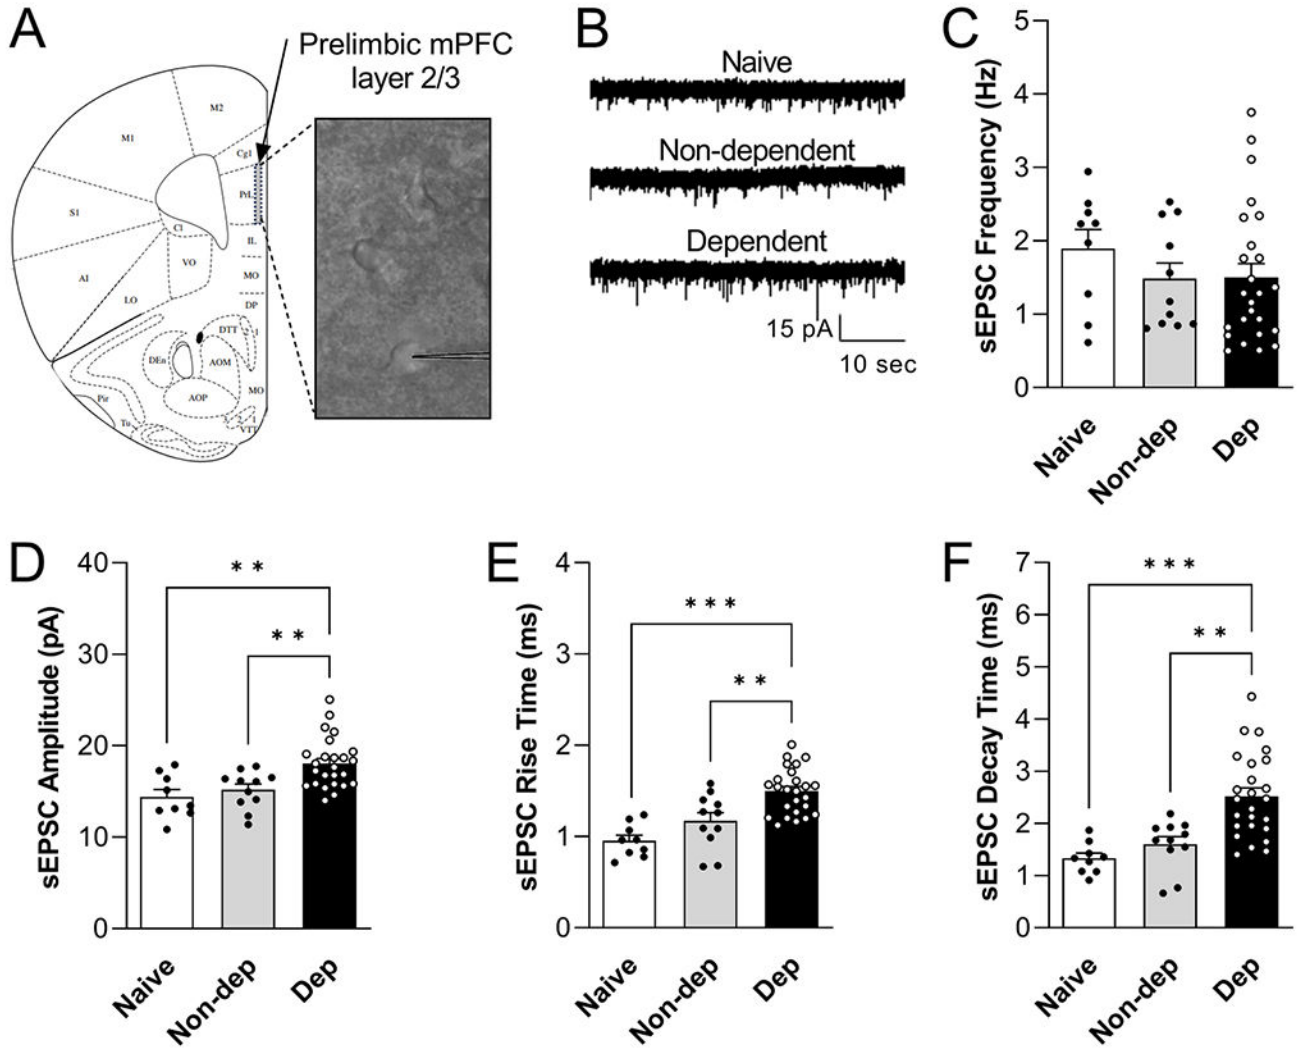 A
Prelimbic mPFC
layer 2/3
M2
M1
Cg1
PrL
S1
Cl
IL
VO
AI
MO
LO
DP
DTT
1
DEn
AOM
MO
AOP
Pir
Tu
2
1
VTT
B
Naive
Non-dependent
Dependent
15 pA
10 sec
C
sEPSC Frequency (Hz)
5
4
3
2
1
0
Naive
Non-dep
Dep
D
sEPSC Amplitude (pA)
40
30
20
10
0
* *
* *
Naive
Non-dep
Dep
E
sEPSC Rise Time (ms)
4
3
2
1
0
* * *
* *
Naive
Non-dep
Dep
F
sEPSC Decay Time (ms)
7
6
5
4
3
2
1
0
* * *
* *
Naive
Non-dep
Dep